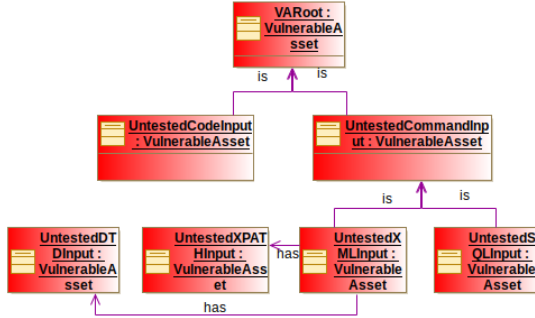 VARoot :
VulnerableA
sset
is
is
UntestedCodeInput
: VulnerableAsset
UntestedCommandInp
ut : VulnerableAsset
is
is
UntestedDT
DInput :
VulnerableA
sset
UntestedXPAT
HInput :
VulnerableAss
et
has
UntestedX
MLInput :
Vulnerable
Asset
UntestedS
QLInput :
Vulnerable
Asset
has